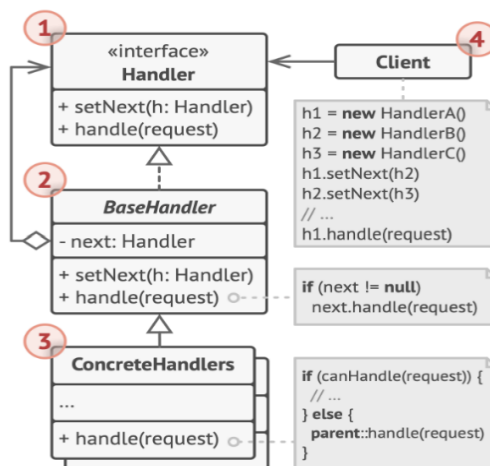 1
«interface»
Handler
+ setNext(h: Handler)
+ handle(request)
4
Client
h1 = new HandlerA()
h2 = new HandlerB()
h3 = new HandlerC()
h1.setNext(h2)
h2.setNext(h3)
// ...
h1.handle(request)
2
BaseHandler
- next: Handler
+ setNext(h: Handler)
+ handle(request)
if (next != null)
next.handle(request)
3
ConcreteHandlers
...
+ handle(request)
if (canHandle(request)) {
// ...
} else {
parent::handle(request)
}